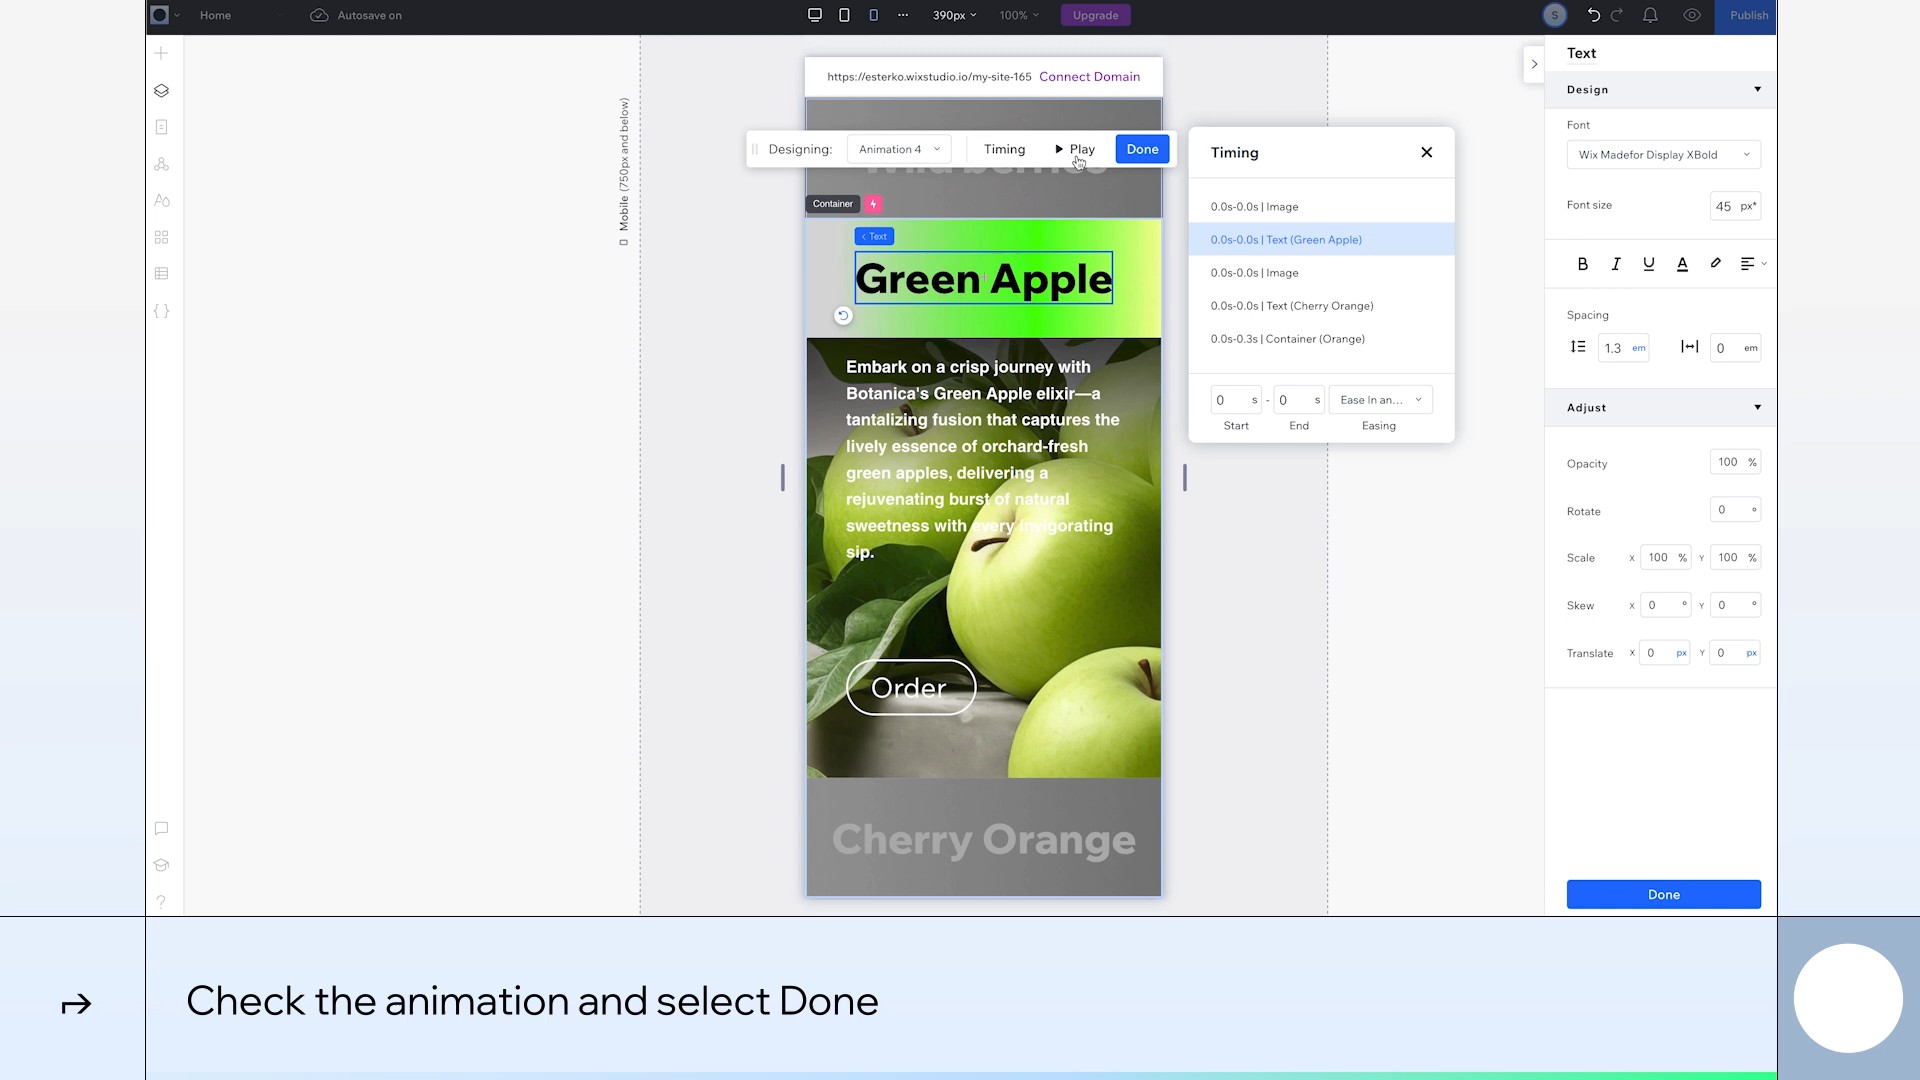 Home
Autosave on
390px
100%
Upgrade
S
Publish
https://esterko.wixstudio.io/my-site-165 Connect Domain
Mobile (750px and below)
Designing: Animation 4 Timing Play Done
Wild berries
Container
< Text
Green Apple
Embark on a crisp journey with
Botanica's Green Apple elixir—a
tantalizing fusion that captures the
lively essence of orchard-fresh
green apples, delivering a
rejuvenating burst of natural
sweetness with every invigorating
sip.
Order
Cherry Orange
Timing
0.0s-0.0s | Image
0.0s-0.0s | Text (Green Apple)
0.0s-0.0s | Image
0.0s-0.0s | Text (Cherry Orange)
0.0s-0.3s | Container (Orange)
0 s - 0 s Ease In an...
Start End Easing
Text
Design
Font
Wix Madefor Display XBold
Font size 45 px*
B I U A
Spacing
1.3 em 0 em
Adjust
Opacity 100 %
Rotate 0 °
Scale X 100 % Y 100 %
Skew X 0 ° Y 0 °
Translate X 0 px Y 0 px
Done
Check the animation and select Done